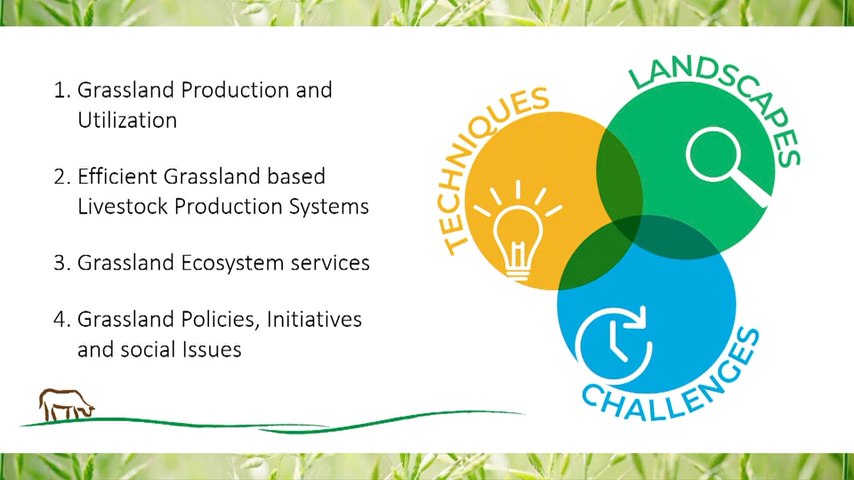 1. Grassland Production and
Utilization
2. Efficient Grassland based
Livestock Production Systems
3. Grassland Ecosystem services
4. Grassland Policies, Initiatives
and social Issues
TECHNIQUES
LANDSCAPES
CHALLENGES